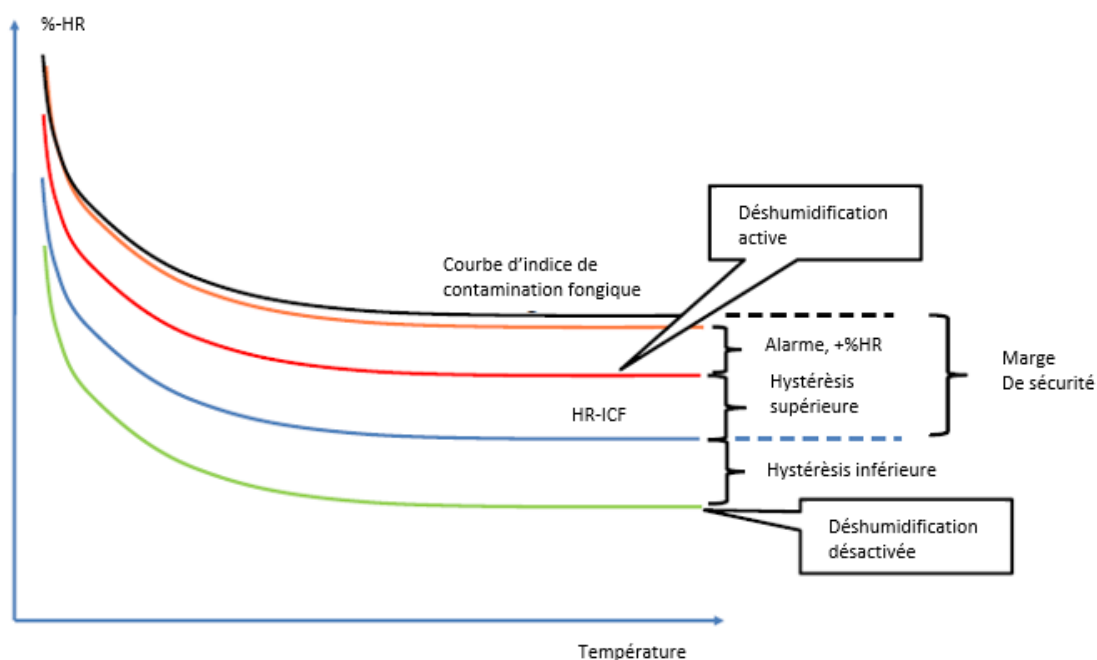 %-HR
Déshumidification
active
Courbe d'indice de
contamination fongique
Alarme, +%HR
Marge
De sécurité
Hystérèsis
supérieure
HR-ICF
Hystérèsis inférieure
Déshumidification
désactivée
Température